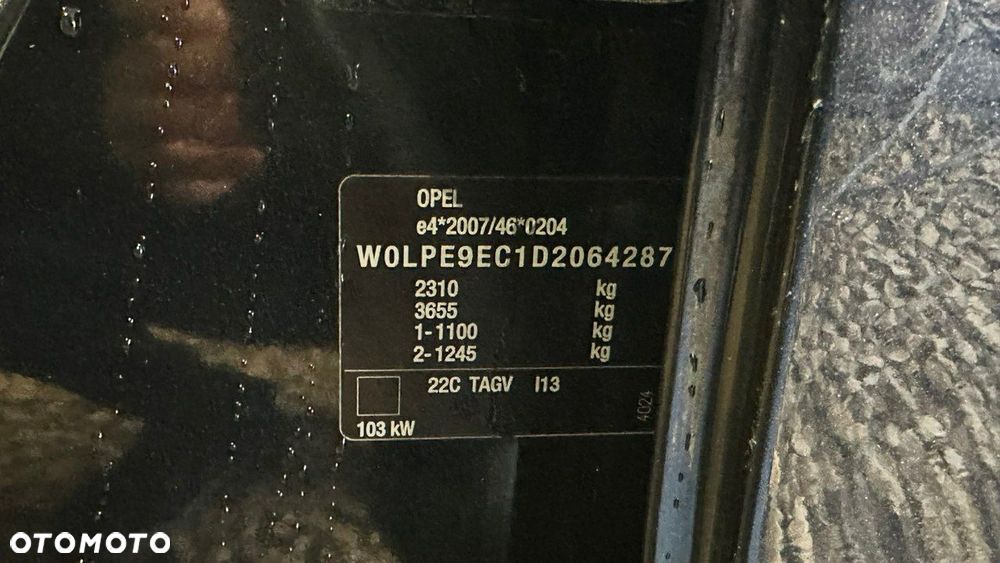 OPEL
e4*2007/46*0204
W0LPE9EC1D2064287
2310 kg
3655 kg
1-1100 kg
2-1245 kg
22C TAGV I13
4024
103 kW
OTOMOTO